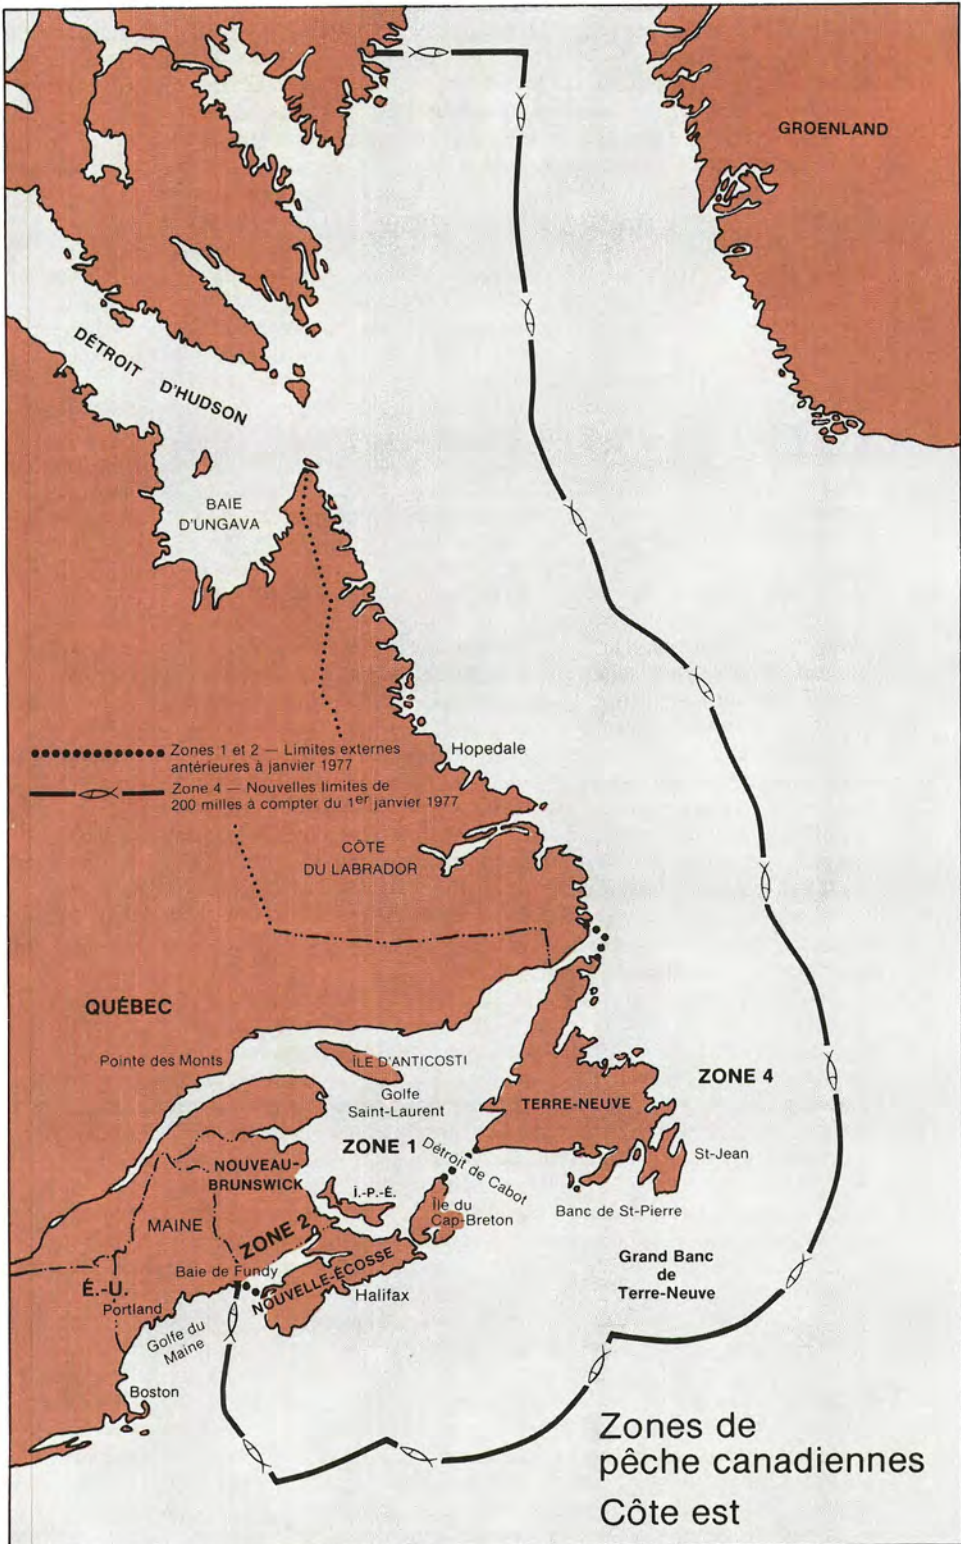 GROENLAND
DÉTROIT D'HUDSON
BAIE
D'UNGAVA
Hopedale
Zones 1 et 2 — Limites externes
antérieures à janvier 1977
Zone 4 — Nouvelles limites de
200 milles à compter du 1er janvier 1977
CÔTE
DU LABRADOR
QUÉBEC
Pointe des Monts
ÎLE D'ANTICOSTI
Golfe
Saint-Laurent
ZONE 4
TERRE-NEUVE
ZONE 1
Détroit de Cabot
St-Jean
NOUVEAU-
BRUNSWICK
Î.-P.-É.
Île du
Cap-Breton
Banc de St-Pierre
MAINE
ZONE 2
Baie de Fundy
NOUVELLE-ÉCOSSE
Halifax
Grand Banc
de
Terre-Neuve
É.-U.
Portland
Golfe du
Maine
Boston
Zones de
pêche canadiennes
Côte est